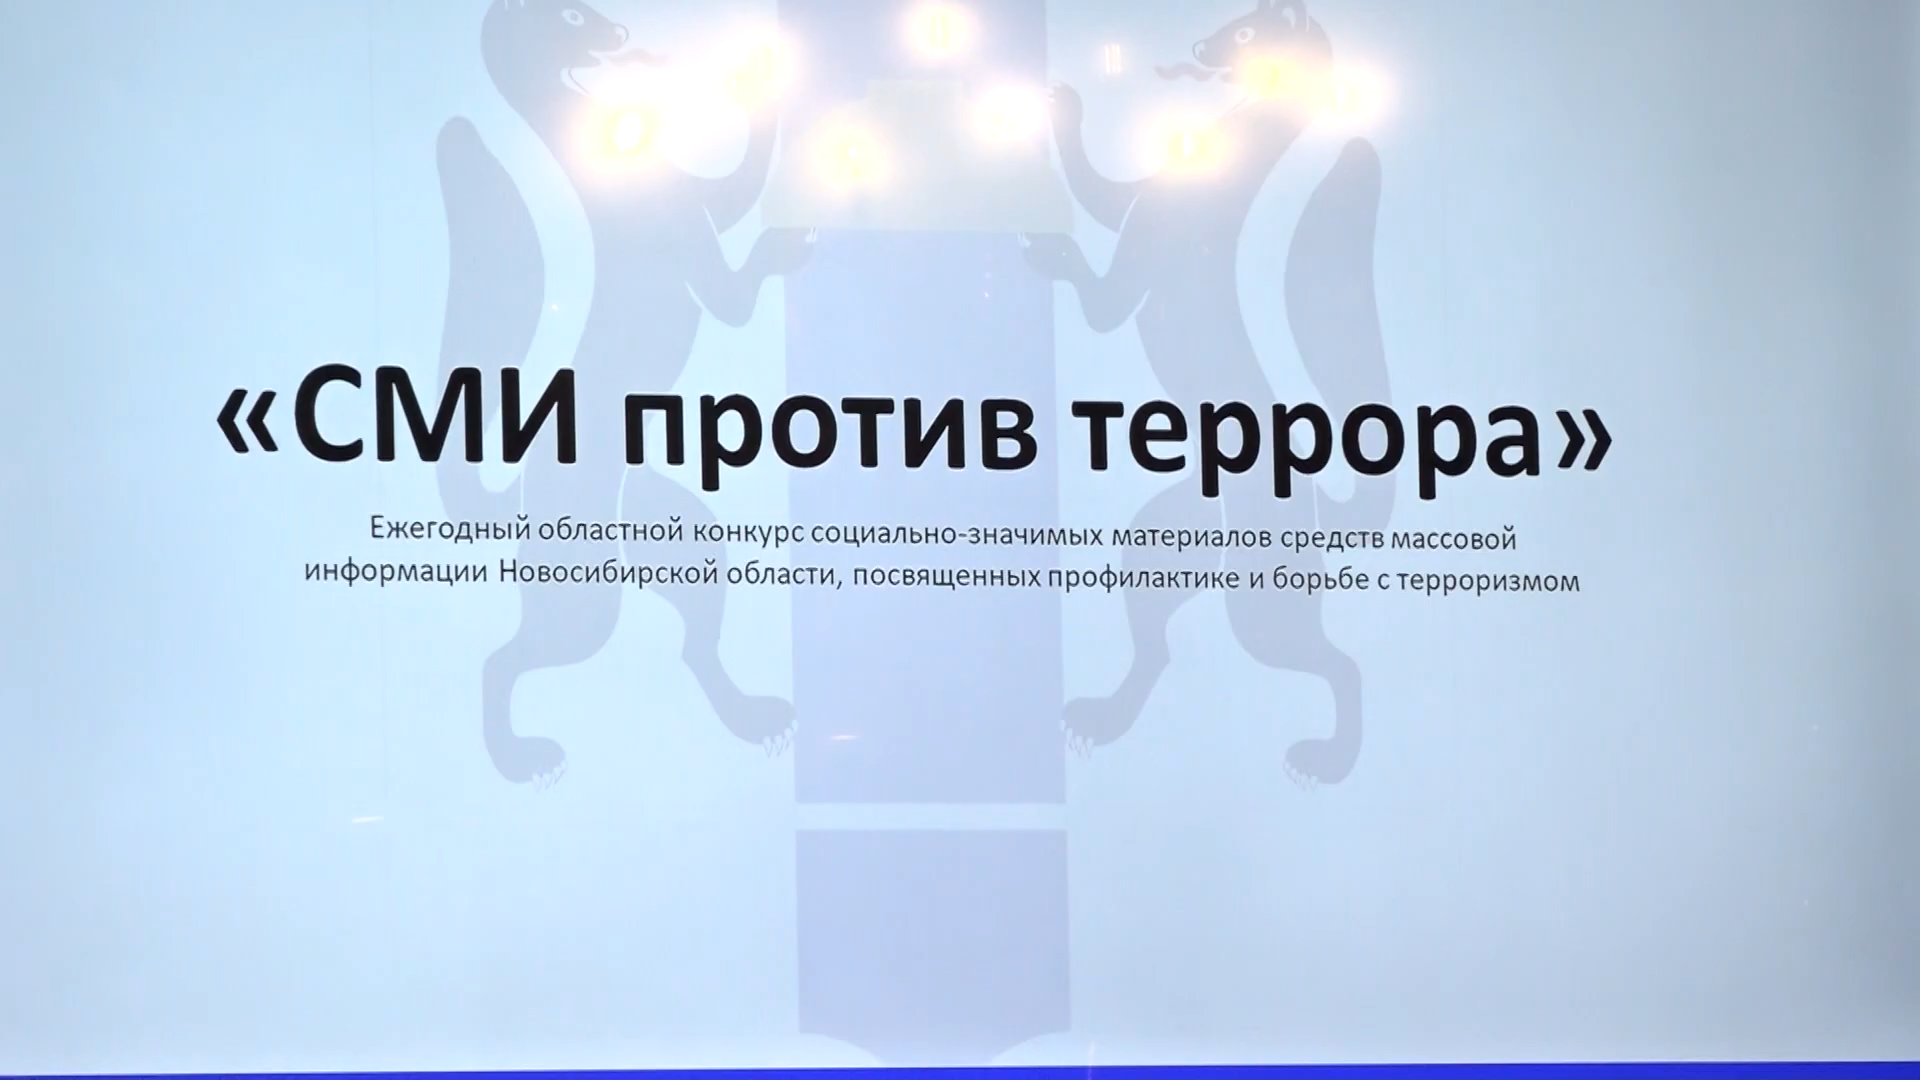 «СМИ против террора»
Ежегодный областной конкурс социально-значимых материалов средств массовой
информации Новосибирской области, посвященных профилактике и борьбе с терроризмом